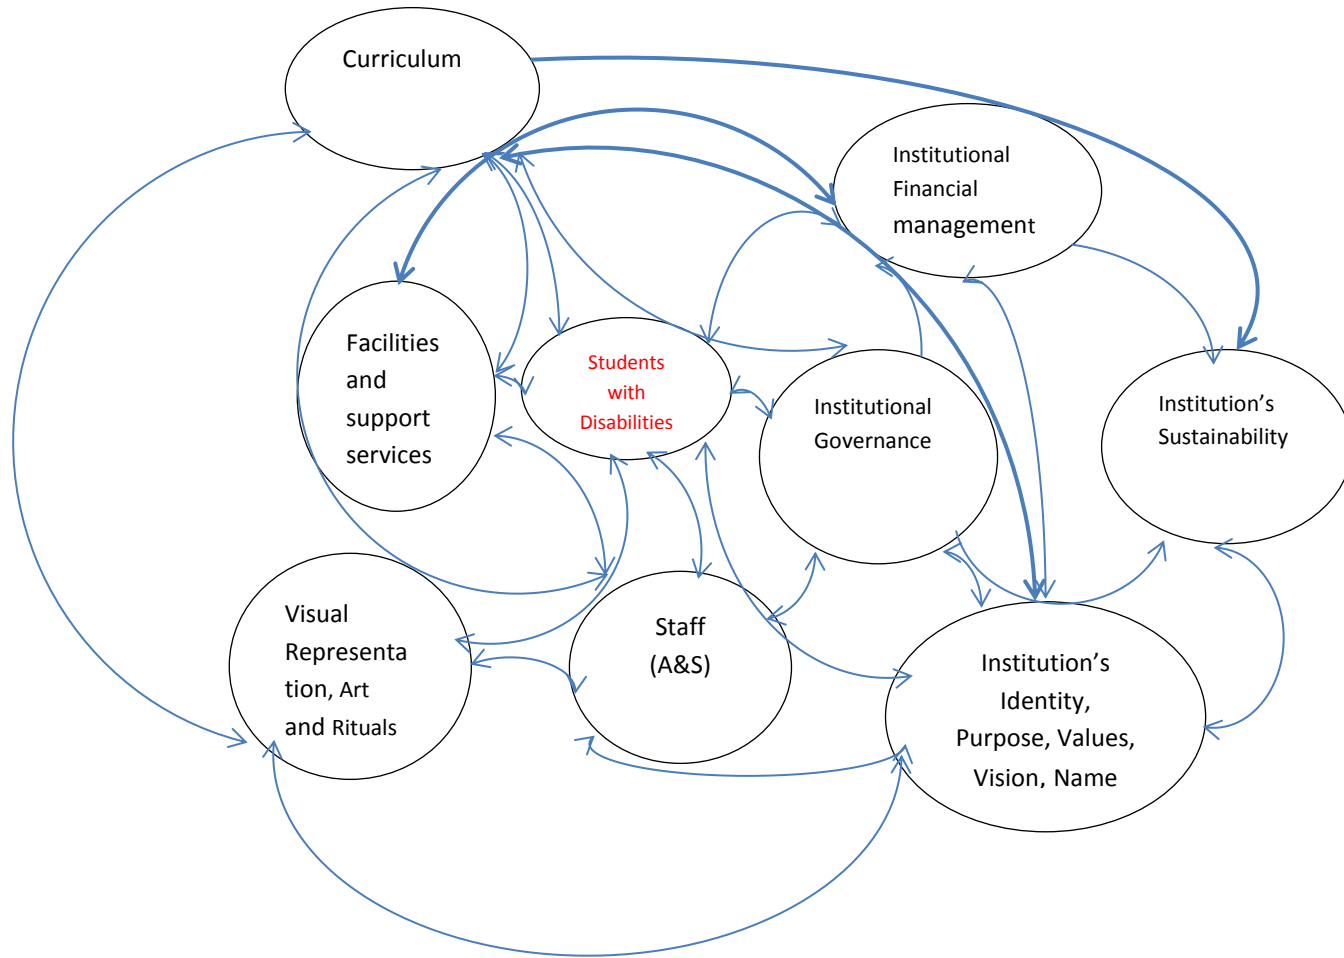 Curriculum
Institutional
Financial
management
Facilities
and
support
services
Students
with
Disabilities
Institutional
Governance
Institution’s
Sustainability
Visual
Representa
tion, Art
and Rituals
Staff
(A&S)
Institution’s
Identity,
Purpose, Values,
Vision, Name